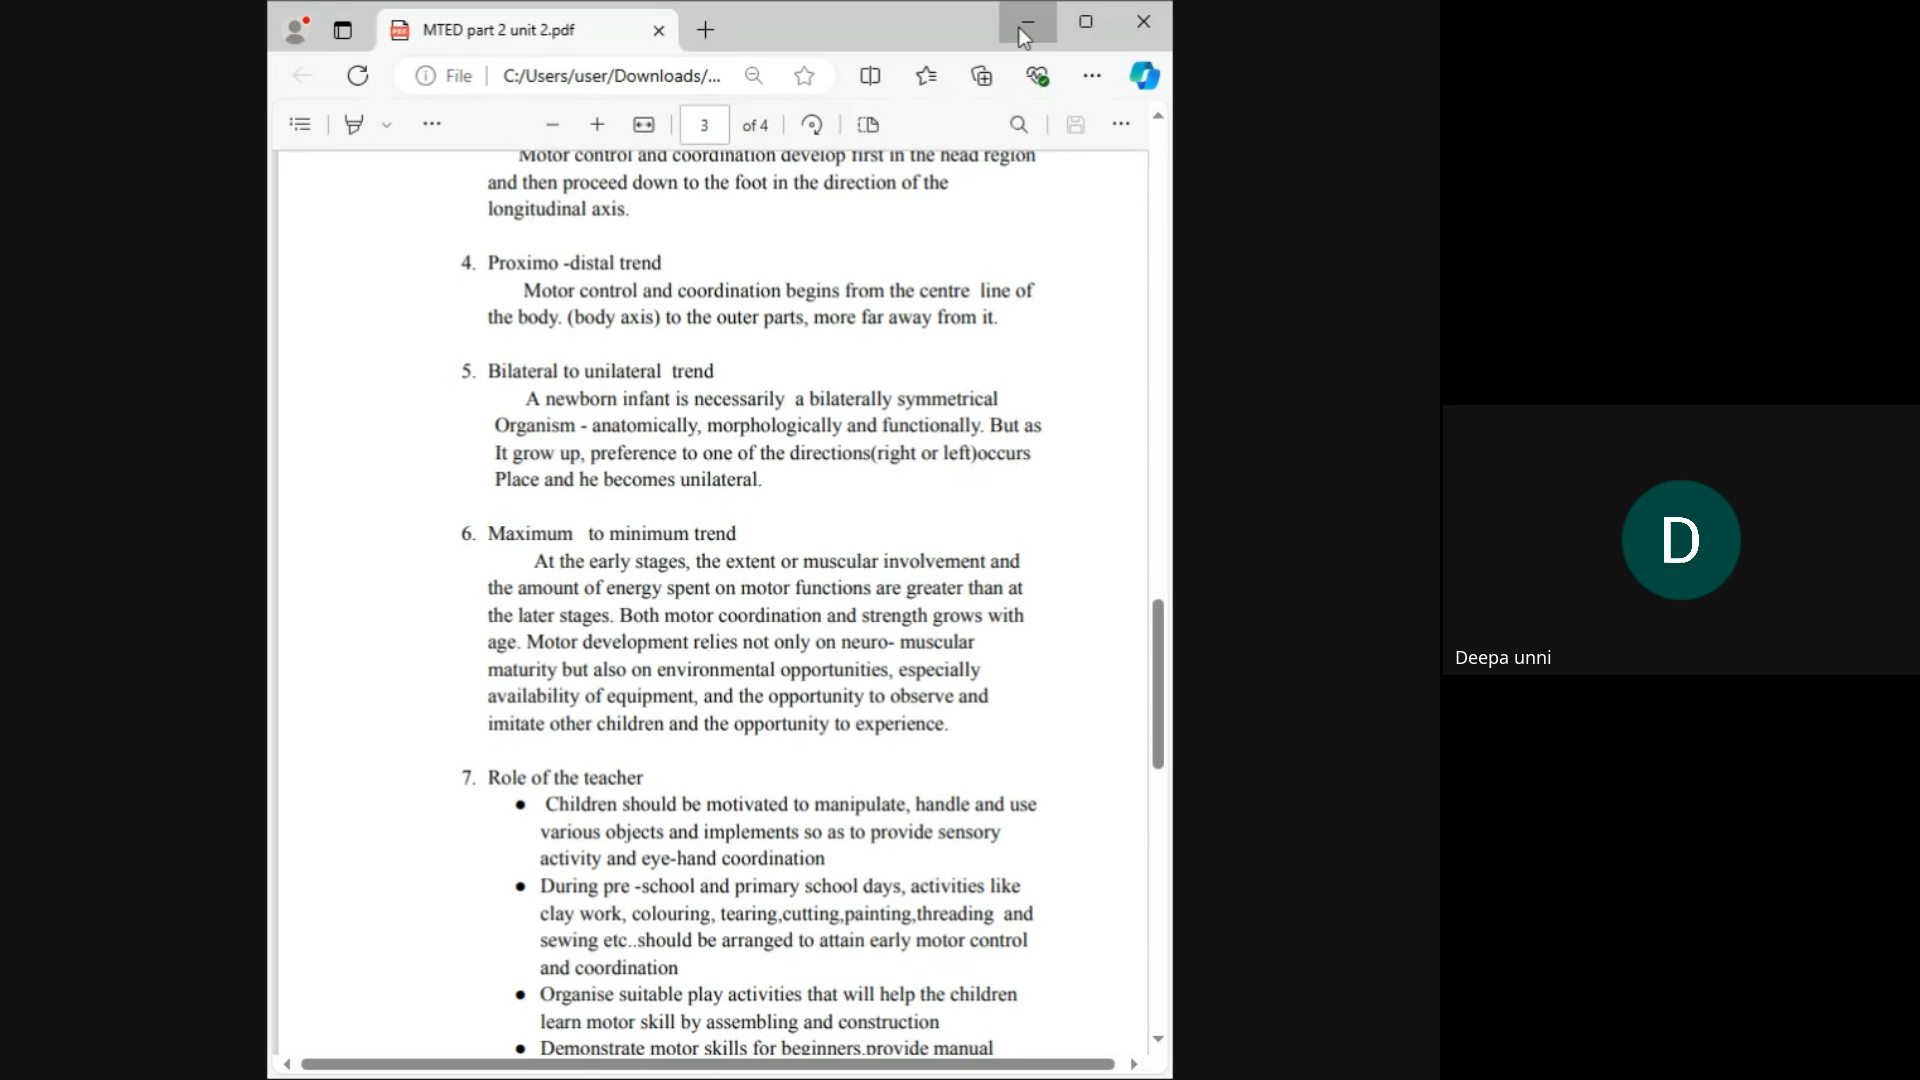 MTED part 2 unit 2.pdf
File
C:/Users/user/Downloads/...
3 of 4
Motor control and coordination develop first in the head region
and then proceed down to the foot in the direction of the
longitudinal axis.
4. Proximo -distal trend
Motor control and coordination begins from the centre line of
the body. (body axis) to the outer parts, more far away from it.
5. Bilateral to unilateral trend
A newborn infant is necessarily a bilaterally symmetrical
Organism - anatomically, morphologically and functionally. But as
It grow up, preference to one of the directions(right or left)occurs
Place and he becomes unilateral.
6. Maximum to minimum trend
At the early stages, the extent or muscular involvement and
the amount of energy spent on motor functions are greater than at
the later stages. Both motor coordination and strength grows with
age. Motor development relies not only on neuro- muscular
maturity but also on environmental opportunities, especially
availability of equipment, and the opportunity to observe and
imitate other children and the opportunity to experience.
7. Role of the teacher
● Children should be motivated to manipulate, handle and use
various objects and implements so as to provide sensory
activity and eye-hand coordination
● During pre -school and primary school days, activities like
clay work, colouring, tearing,cutting,painting,threading and
sewing etc..should be arranged to attain early motor control
and coordination
● Organise suitable play activities that will help the children
learn motor skill by assembling and construction
● Demonstrate motor skills for beginners,provide manual
D
Deepa unni